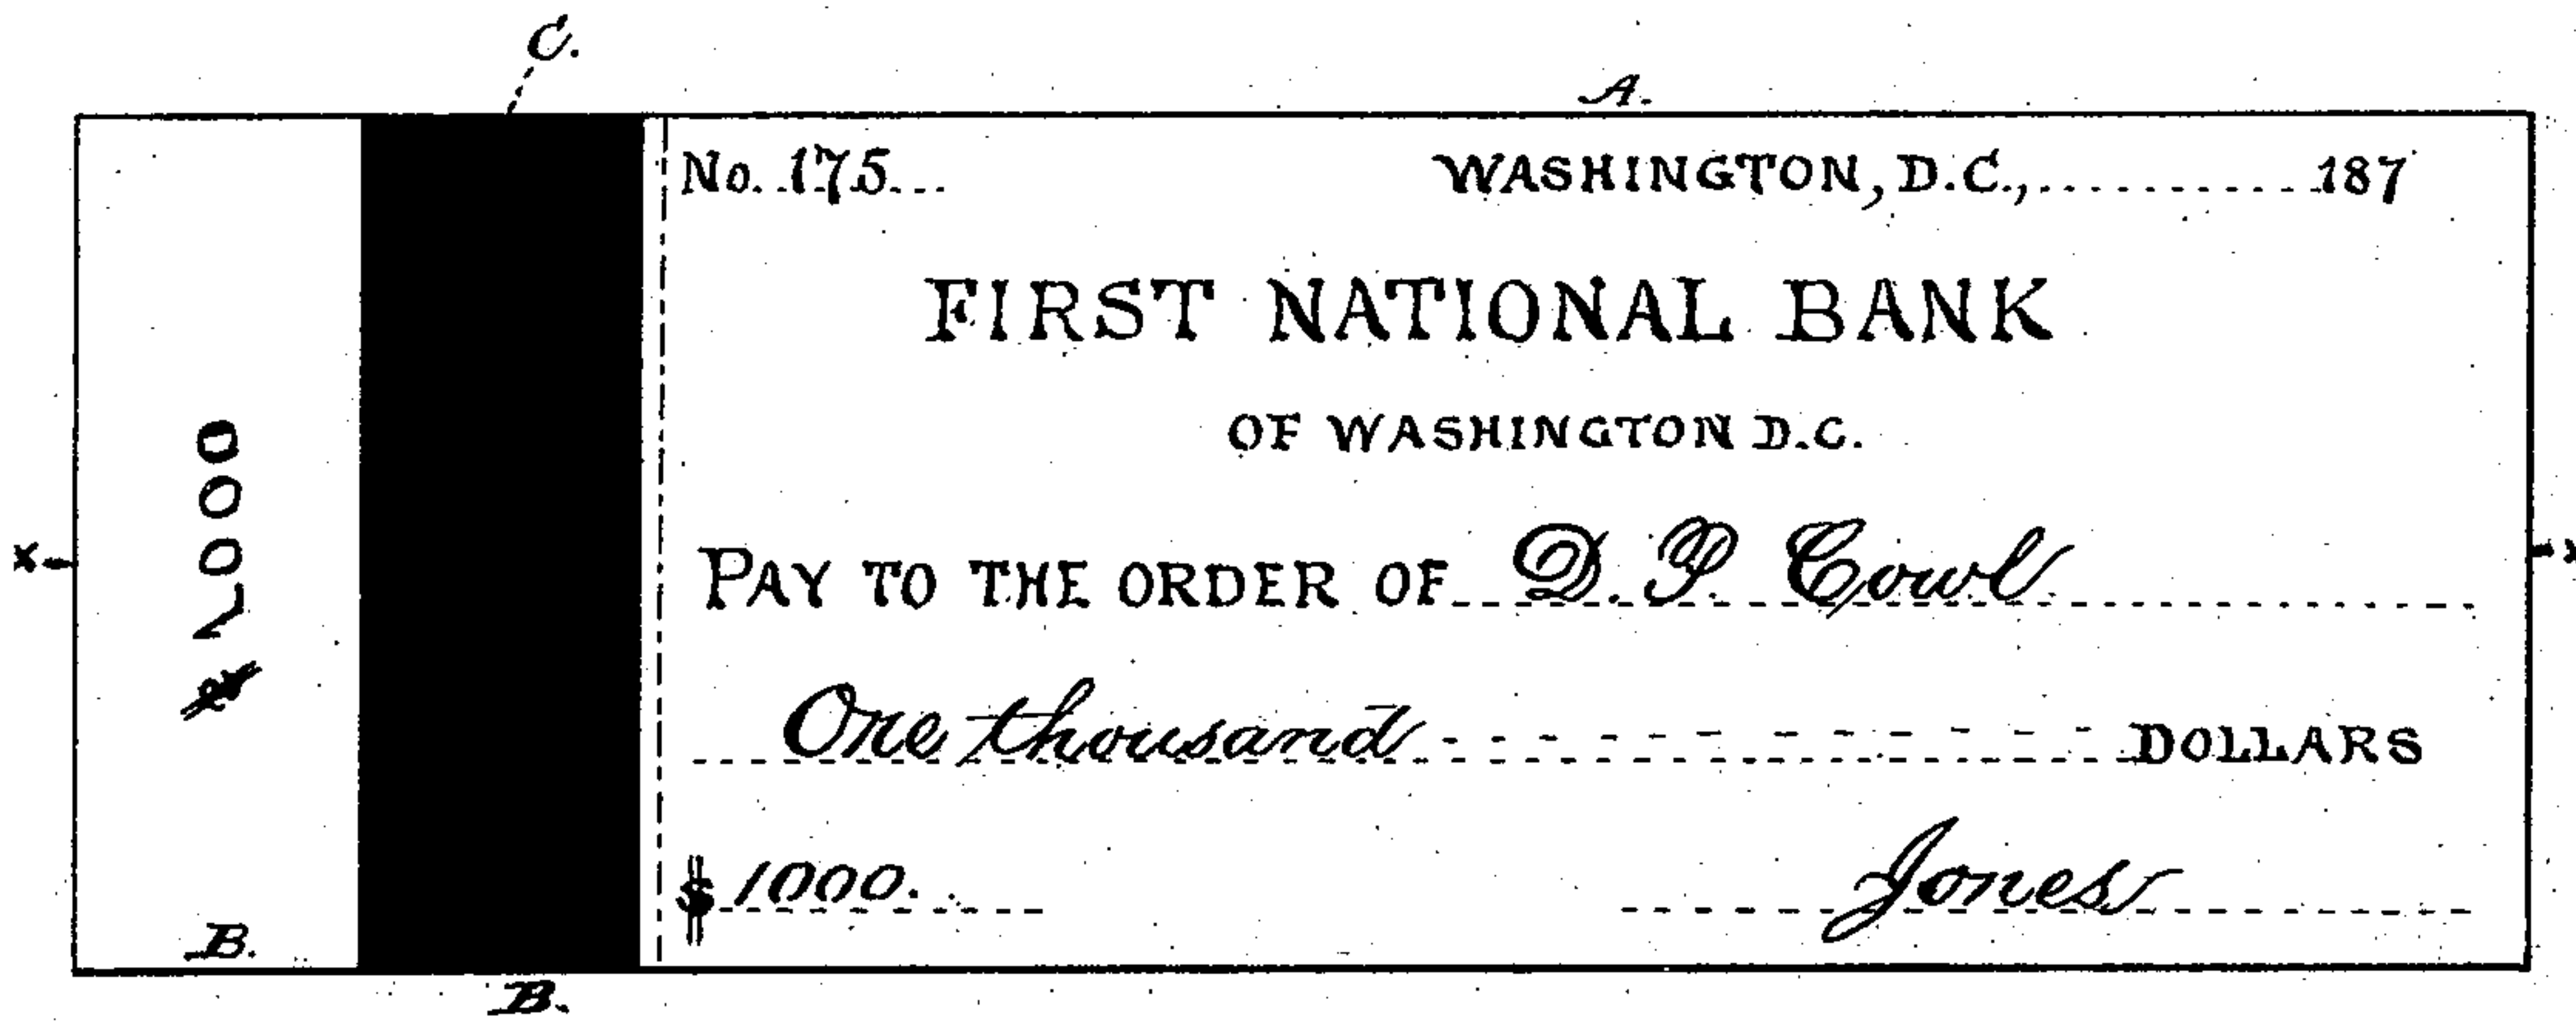 C.
A.
No. 175
WASHINGTON, D.C., 187
FIRST NATIONAL BANK
OF WASHINGTON D.C.
PAY TO THE ORDER OF D. P. Cowl
One thousand DOLLARS
$ 1000.
Jones
$ 1000
x
x
B.
B.